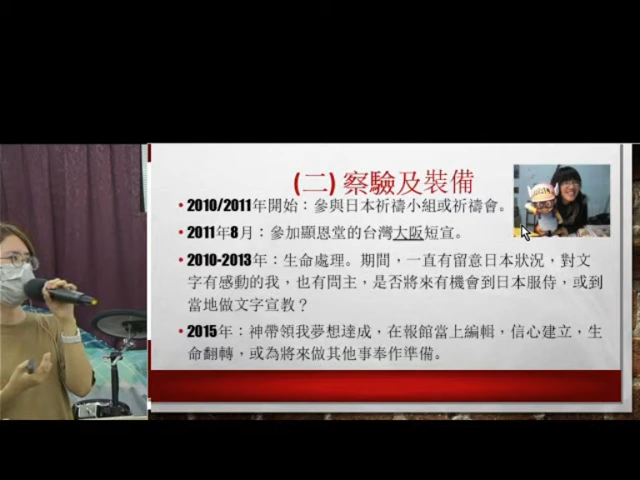 (二) 察驗及裝備
• 2010/2011年開始：參與日本祈禱小組或祈禱會。
• 2011年8月：參加顯恩堂的台灣大阪短宣。
• 2010-2013年：生命處理。期間，一直有留意日本狀況，對文
字有感動的我，也有問主，是否將來有機會到日本服侍，或到
當地做文字宣教？
• 2015年：神帶領我夢想達成，在報館當上編輯，信心建立，生
命翻轉，或為將來做其他事奉作準備。